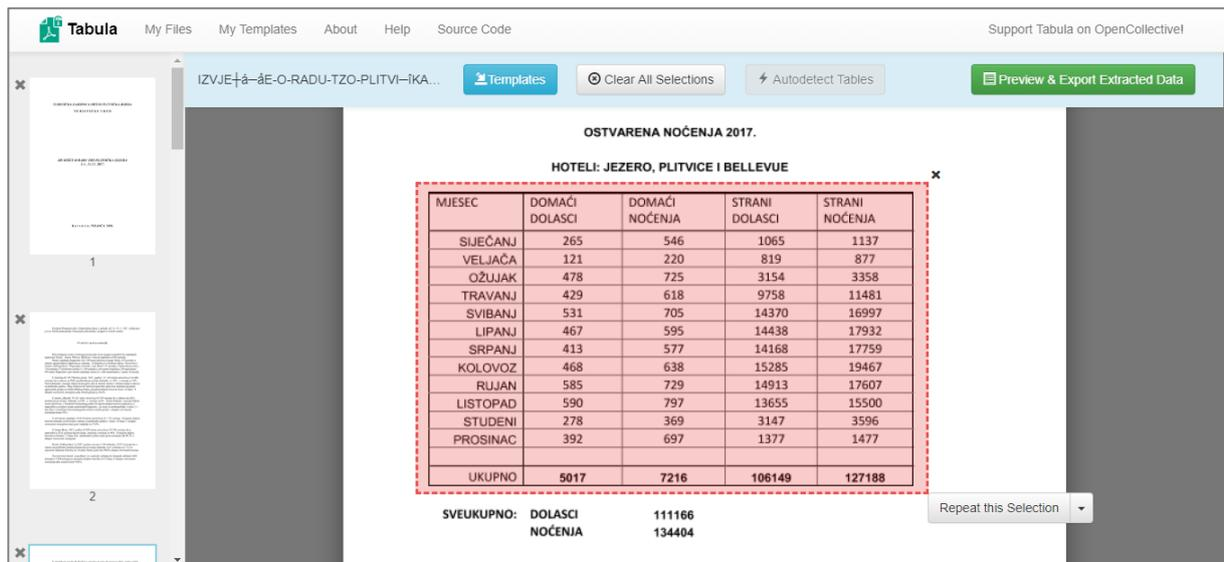 Tabula My Files My Templates About Help Source Code Support Tabula on OpenCollective!
IZVJE┼á─åE-O-RADU-TZO-PLITVI─îKA... Templates Clear All Selections Autodetect Tables Preview & Export Extracted Data
1
2
OSTVARENA NOĆENJA 2017.
HOTELI: JEZERO, PLITVICE I BELLEVUE
MJESEC DOMAĆI DOLASCI DOMAĆI NOĆENJA STRANI DOLASCI STRANI NOĆENJA
SIJEČANJ 265 546 1065 1137
VELJAČA 121 220 819 877
OŽUJAK 478 725 3154 3358
TRAVANJ 429 618 9758 11481
SVIBANJ 531 705 14370 16997
LIPANJ 467 595 14438 17932
SRPANJ 413 577 14168 17759
KOLOVOZ 468 638 15285 19467
RUJAN 585 729 14913 17607
LISTOPAD 590 797 13655 15500
STUDENI 278 369 3147 3596
PROSINAC 392 697 1377 1477
UKUPNO 5017 7216 106149 127188
Repeat this Selection
SVEUKUPNO: DOLASCI 111166
NOĆENJA 134404